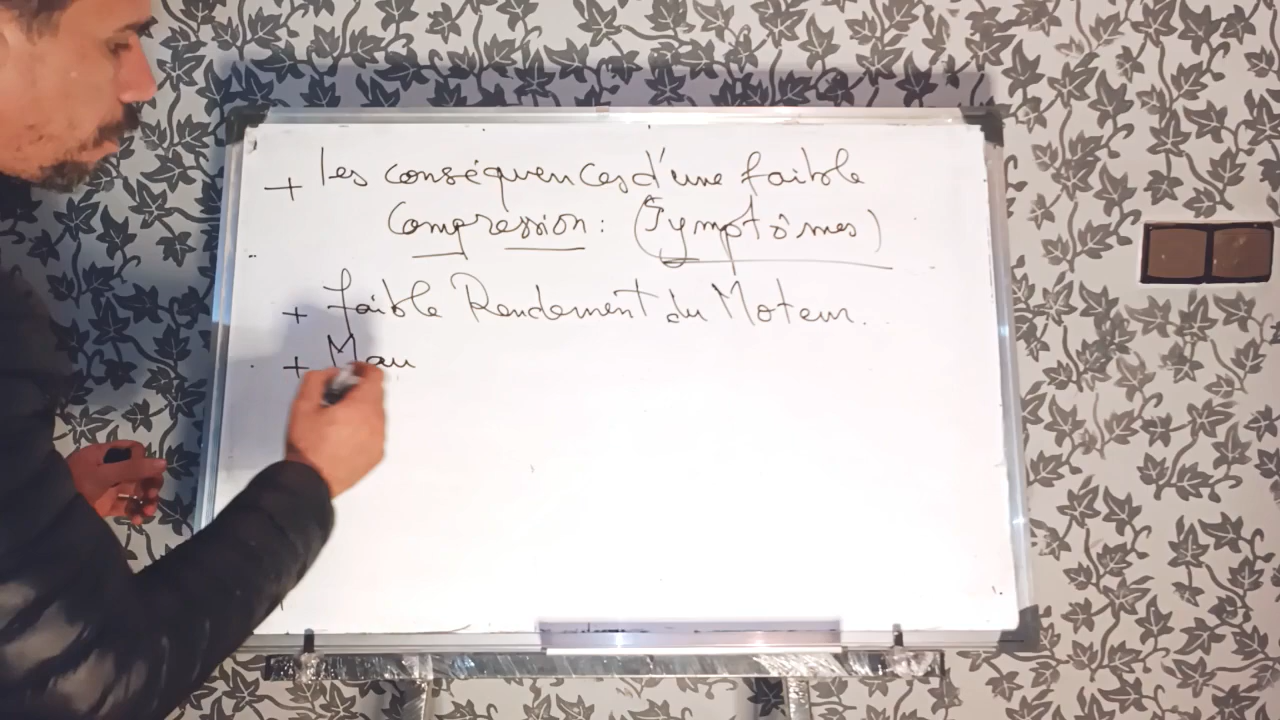 + les conséquences d'une faible
Compression : (Symptômes)
+ faible Rendement du Moteur.
+ Mau